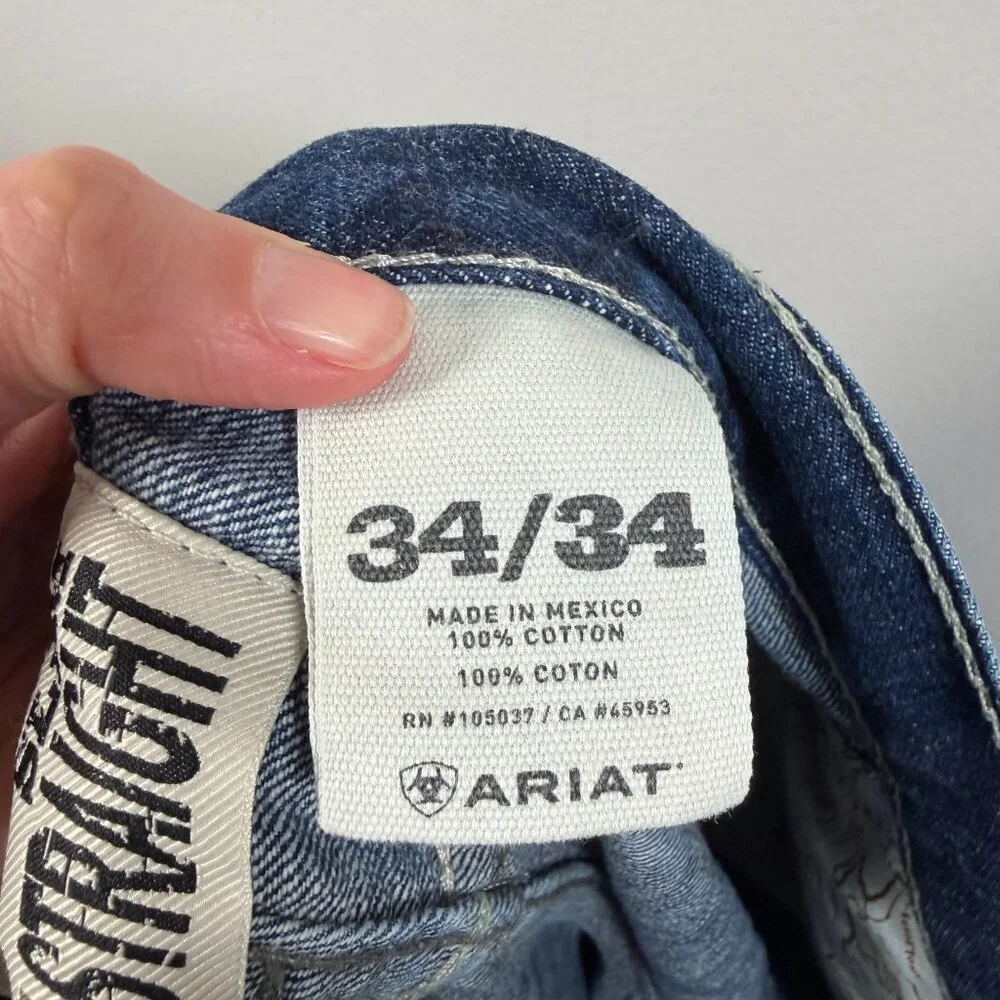 34/34
MADE IN MEXICO
100% COTTON
100% COTON
RN #105037 / CA #45953
ARIAT
STRAIGHT